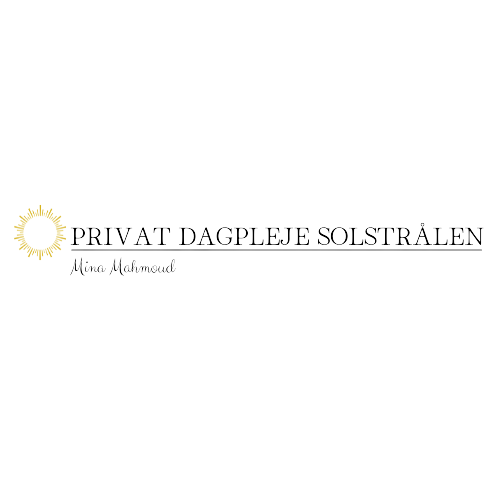 PRIVAT DAGPLEJE SOLSTRÅLEN
Mina Mahmoud